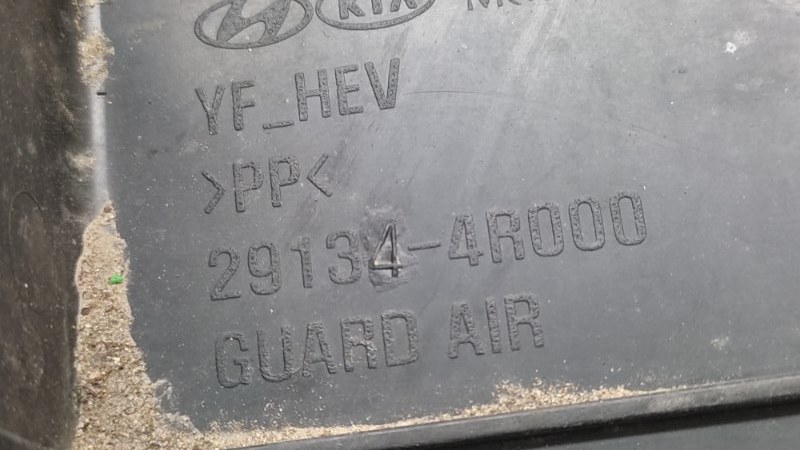 KIA
YF_HEV
>PP<
29134-4R000
GUARD AIR